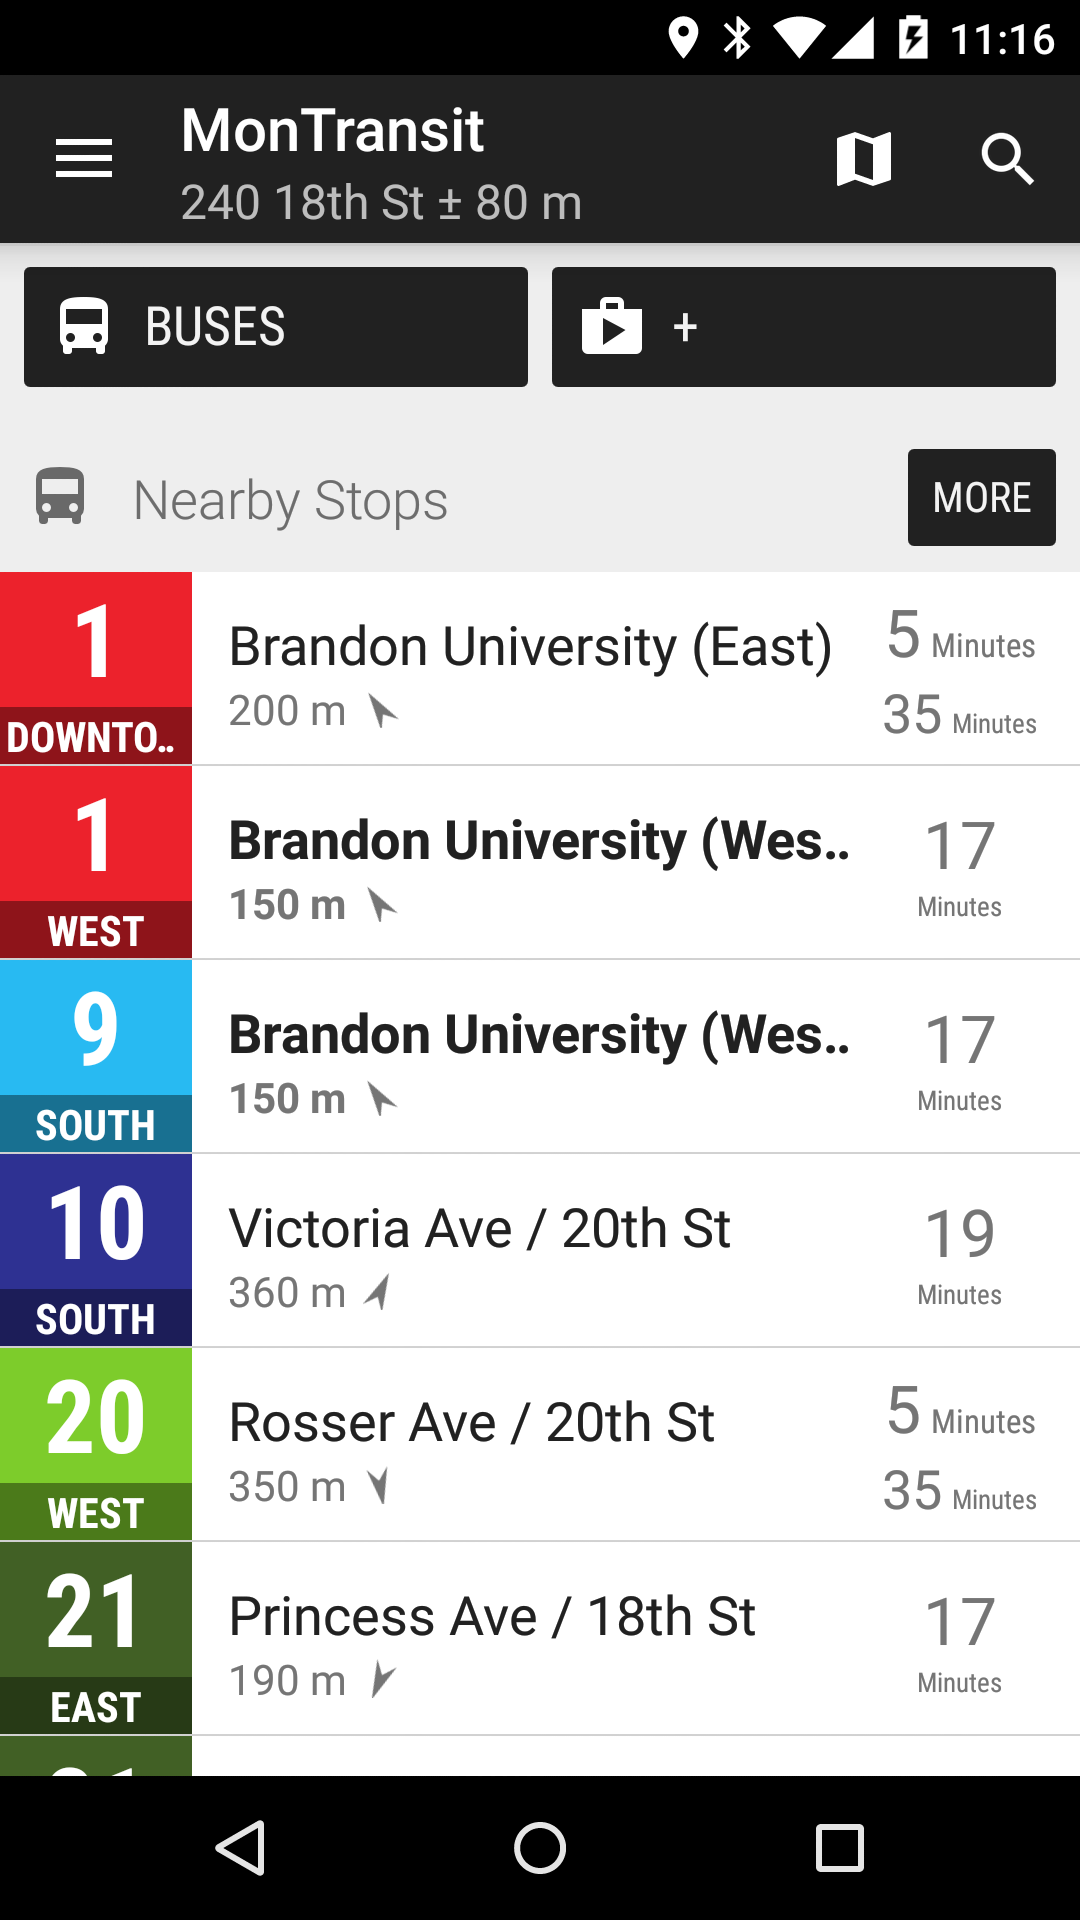 11:16
MonTransit
240 18th St ± 80 m
BUSES
+
Nearby Stops
MORE
1
DOWNTO..
Brandon University (East)
200 m
5 Minutes
35 Minutes
1
WEST
Brandon University (Wes..
150 m
17
Minutes
9
SOUTH
Brandon University (Wes..
150 m
17
Minutes
10
SOUTH
Victoria Ave / 20th St
360 m
19
Minutes
20
WEST
Rosser Ave / 20th St
350 m
5 Minutes
35 Minutes
21
EAST
Princess Ave / 18th St
190 m
17
Minutes